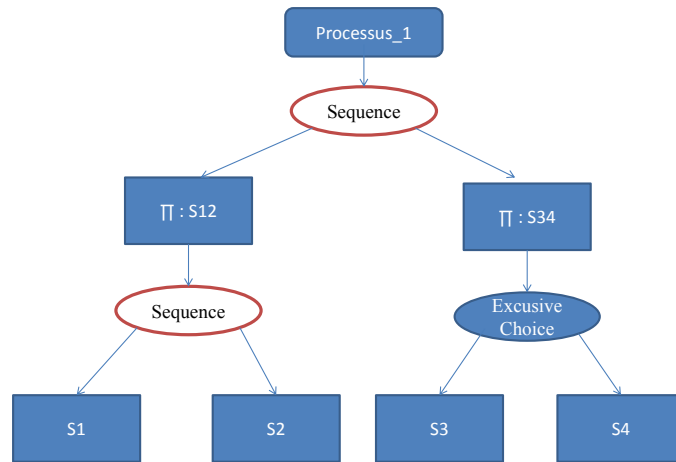 Processus_1
Sequence
∏ : S12
∏ : S34
Sequence
Excusive
Choice
S1
S2
S3
S4